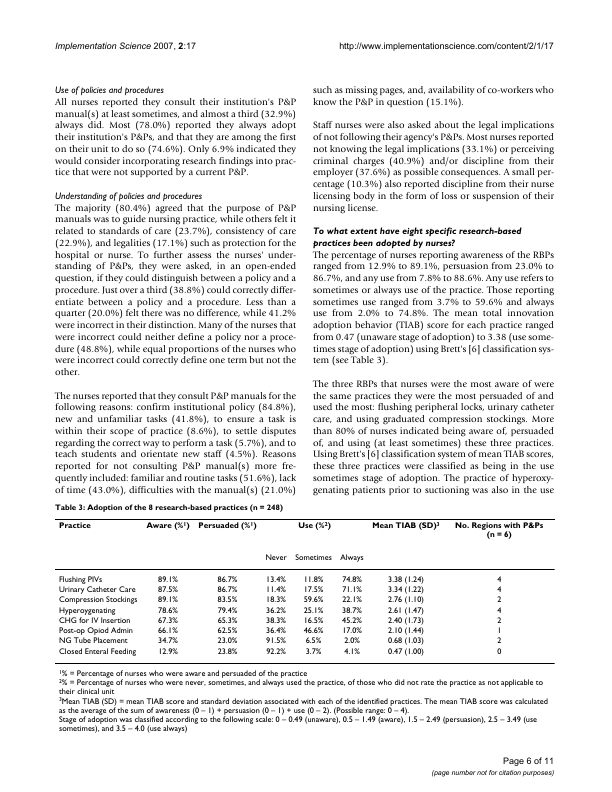 Implementation Science 2007, 2:17
http://www.implementationscience.com/content/2/1/17
Use of policies and procedures
All nurses reported they consult their institution's P&P
manual(s) at least sometimes, and almost a third (32.9%)
always did. Most (78.0%) reported they always adopt
their institution's P&Ps, and that they are among the first
on their unit to do so (74.6%). Only 6.9% indicated they
would consider incorporating research findings into prac-
tice that were not supported by a current P&P.
Understanding of policies and procedures
The majority (80.4%) agreed that the purpose of P&P
manuals was to guide nursing practice, while others felt it
related to standards of care (23.7%), consistency of care
(22.9%), and legalities (17.1%) such as protection for the
hospital or nurse. To further assess the nurses' under-
standing of P&Ps, they were asked, in an open-ended
question, if they could distinguish between a policy and a
procedure. Just over a third (38.8%) could correctly differ-
entiate between a policy and a procedure. Less than a
quarter (20.0%) felt there was no difference, while 41.2%
were incorrect in their distinction. Many of the nurses that
were incorrect could neither define a policy nor a proce-
dure (48.8%), while equal proportions of the nurses who
were incorrect could correctly define one term but not the
other.
The nurses reported that they consult P&P manuals for the
following reasons: confirm institutional policy (84.8%),
new and unfamiliar tasks (41.8%), to ensure a task is
within their scope of practice (8.6%), to settle disputes
regarding the correct way to perform a task (5.7%), and to
teach students and orientate new staff (4.5%). Reasons
reported for not consulting P&P manual(s) more fre-
quently included: familiar and routine tasks (51.6%), lack
of time (43.0%), difficulties with the manual(s) (21.0%)
such as missing pages, and, availability of co-workers who
know the P&P in question (15.1%).
Staff nurses were also asked about the legal implications
of not following their agency's P&Ps. Most nurses reported
not knowing the legal implications (33.1%) or perceiving
criminal charges (40.9%) and/or discipline from their
employer (37.6%) as possible consequences. A small per-
centage (10.3%) also reported discipline from their nurse
licensing body in the form of loss or suspension of their
nursing license.
To what extent have eight specific research-based
practices been adopted by nurses?
The percentage of nurses reporting awareness of the RBPs
ranged from 12.9% to 89.1%, persuasion from 23.0% to
86.7%, and any use from 7.8% to 88.6%. Any use refers to
sometimes or always use of the practice. Those reporting
sometimes use ranged from 3.7% to 59.6% and always
use from 2.0% to 74.8%. The mean total innovation
adoption behavior (TIAB) score for each practice ranged
from 0.47 (unaware stage of adoption) to 3.38 (use some-
times stage of adoption) using Brett's [6] classification sys-
tem (see Table 3).
The three RBPs that nurses were the most aware of were
the same practices they were the most persuaded of and
used the most: flushing peripheral locks, urinary catheter
care, and using graduated compression stockings. More
than 80% of nurses indicated being aware of, persuaded
of, and using (at least sometimes) these three practices.
Using Brett's [6] classification system of mean TIAB scores,
these three practices were classified as being in the use
sometimes stage of adoption. The practice of hyperoxy-
genating patients prior to suctioning was also in the use
Table 3: Adoption of the 8 research-based practices (n = 248)
Practice Aware (%¹) Persuaded (%¹) Use (%²) Mean TIAB (SD)³ No. Regions with P&Ps
(n = 6)
Never Sometimes Always
Flushing PIVs 89.1% 86.7% 13.4% 11.8% 74.8% 3.38 (1.24) 4
Urinary Catheter Care 87.5% 86.7% 11.4% 17.5% 71.1% 3.34 (1.22) 4
Compression Stockings 89.1% 83.5% 18.3% 59.6% 22.1% 2.76 (1.10) 2
Hyperoygenating 78.6% 79.4% 36.2% 25.1% 38.7% 2.61 (1.47) 4
CHG for IV Insertion 67.3% 65.3% 38.3% 16.5% 45.2% 2.40 (1.73) 2
Post-op Opiod Admin 66.1% 62.5% 36.4% 46.6% 17.0% 2.10 (1.44) 1
NG Tube Placement 34.7% 23.0% 91.5% 6.5% 2.0% 0.68 (1.03) 2
Closed Enteral Feeding 12.9% 23.8% 92.2% 3.7% 4.1% 0.47 (1.00) 0
¹% = Percentage of nurses who were aware and persuaded of the practice
²% = Percentage of nurses who were never, sometimes, and always used the practice, of those who did not rate the practice as not applicable to
their clinical unit
³Mean TIAB (SD) = mean TIAB score and standard deviation associated with each of the identified practices. The mean TIAB score was calculated
as the average of the sum of awareness (0 – 1) + persuasion (0 – 1) + use (0 – 2). (Possible range: 0 – 4).
Stage of adoption was classified according to the following scale: 0 – 0.49 (unaware), 0.5 – 1.49 (aware), 1.5 – 2.49 (persuasion), 2.5 – 3.49 (use
sometimes), and 3.5 – 4.0 (use always)
Page 6 of 11
(page number not for citation purposes)